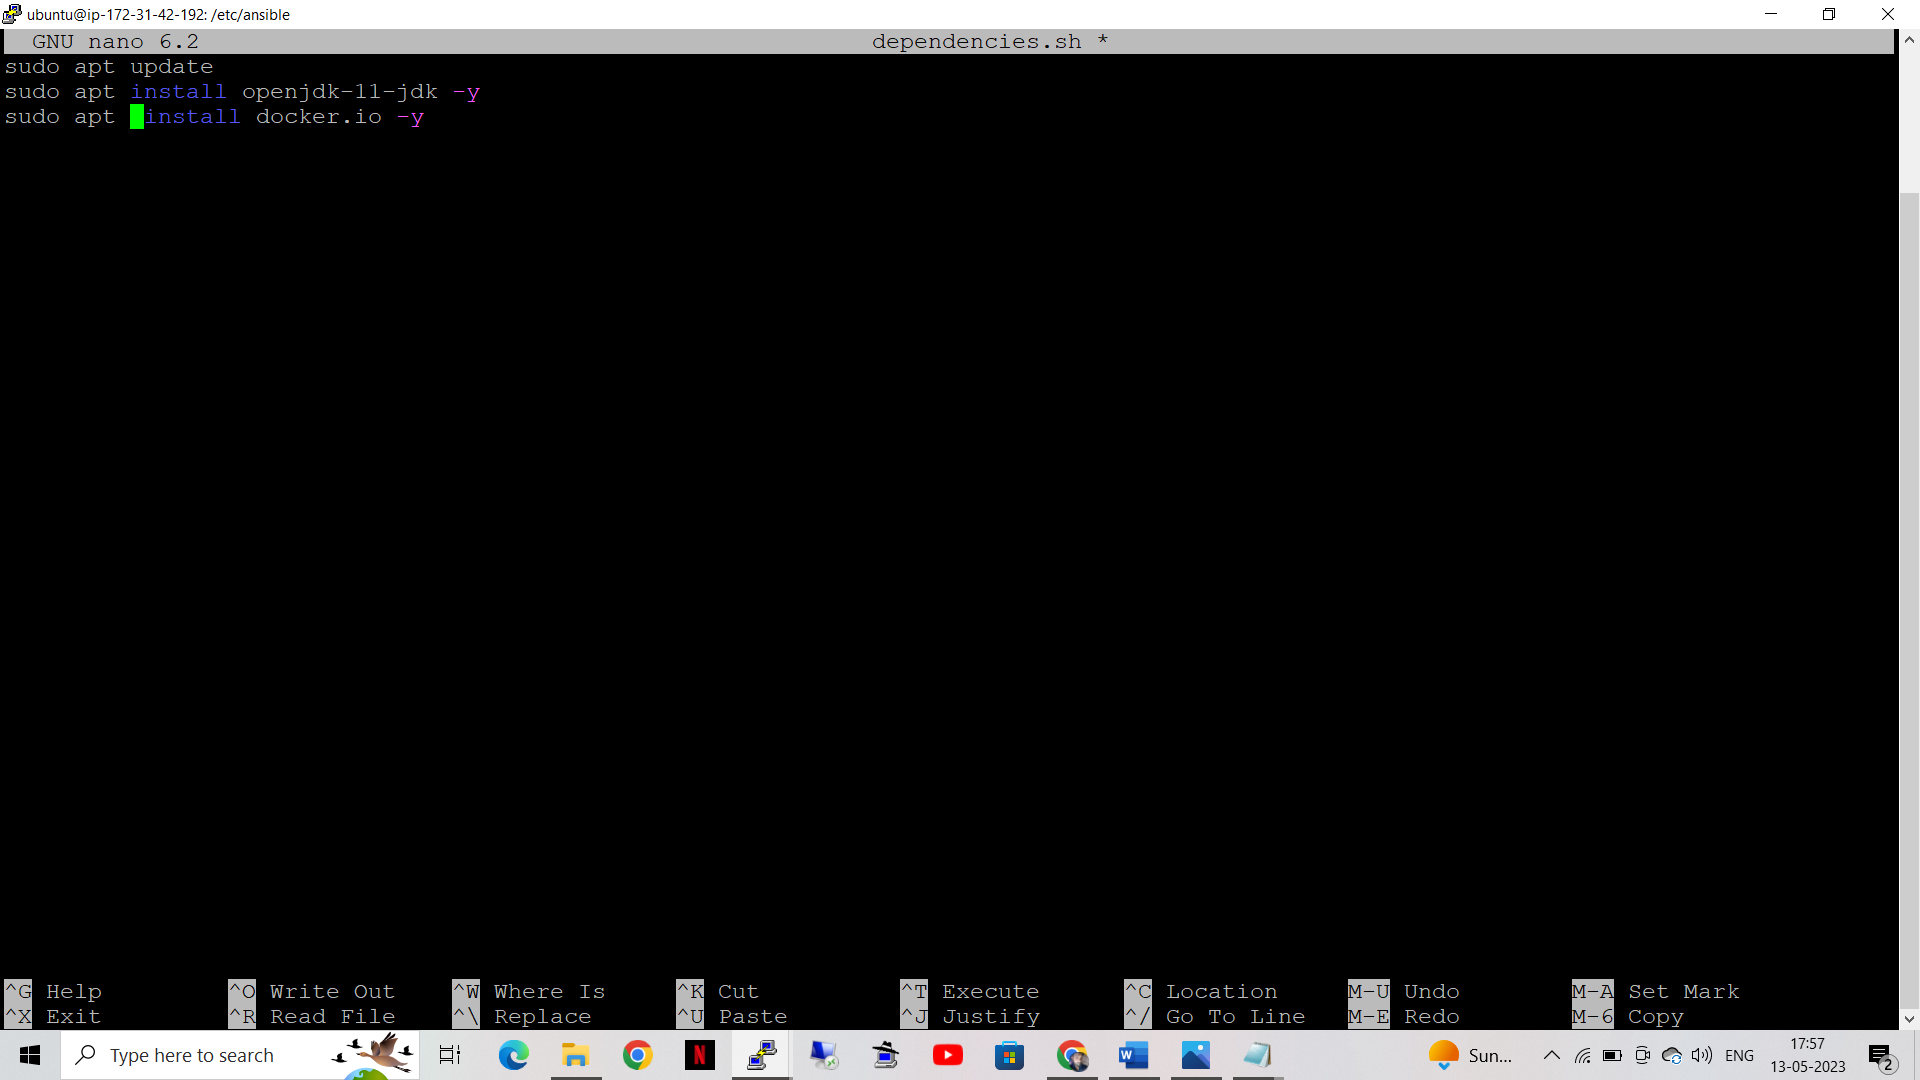 ubuntu@ip-172-31-42-192: /etc/ansible
GNU nano 6.2 dependencies.sh *
sudo apt update
sudo apt install openjdk-11-jdk -y
sudo apt install docker.io -y
^G Help ^O Write Out ^W Where Is ^K Cut ^T Execute ^C Location M-U Undo M-A Set Mark
^X Exit ^R Read File ^\ Replace ^U Paste ^J Justify ^/ Go To Line M-E Redo M-6 Copy
Type here to search N W Sun... ENG 17:57
13-05-2023 2